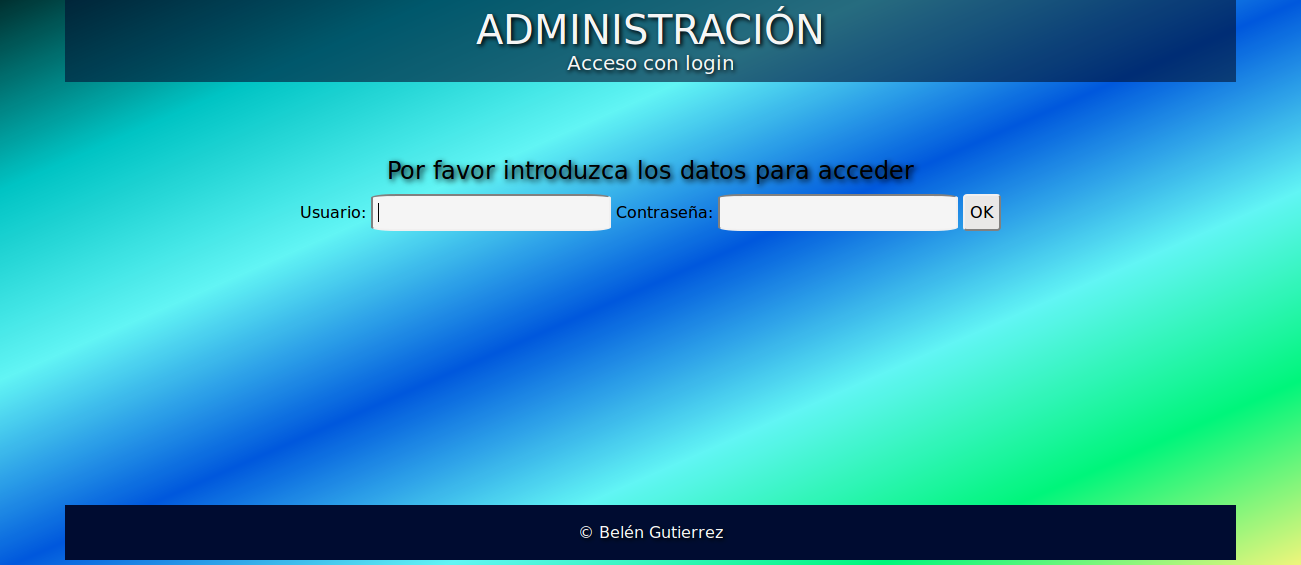 ADMINISTRACIÓN
Acceso con login
Por favor introduzca los datos para acceder
Usuario: Contraseña: OK
© Belén Gutierrez